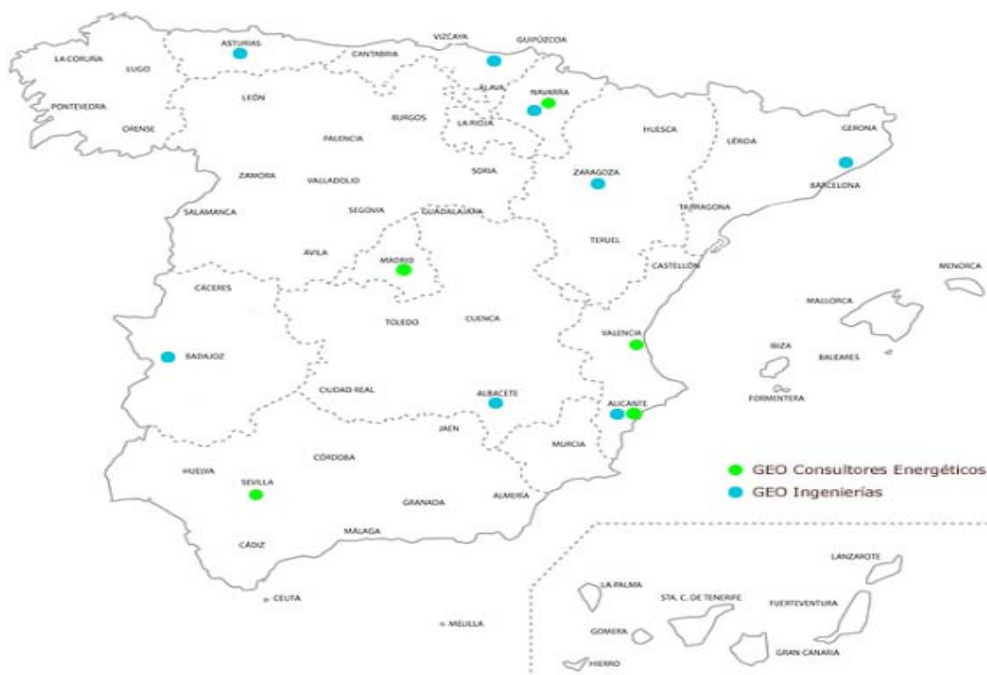 VIZCAYA
GUIPÚZCOA
ASTURIAS
CANTABRIA
LA CORUÑA
LUGO
ÁLAVA
NAVARRA
LEÓN
PONTEVEDRA
BURGOS
LA RIOJA
ORENSE
HUESCA
GERONA
PALENCIA
LÉRIDA
ZAMORA
VALLADOLID
SORIA
ZARAGOZA
BARCELONA
SALAMANCA
SEGOVIA
GUADALAJARA
TARRAGONA
TERUEL
ÁVILA
MADRID
CASTELLÓN
MENORCA
CÁCERES
MALLORCA
TOLEDO
CUENCA
VALENCIA
IBIZA
BADAJOZ
BALEARES
CIUDAD REAL
ALBACETE
FORMENTERA
ALICANTE
JAÉN
MURCIA
CÓRDOBA
HUELVA
GEO Consultores Energéticos
SEVILLA
GEO Ingenierías
GRANADA
ALMERÍA
MÁLAGA
CÁDIZ
LANZAROTE
LA PALMA
CEUTA
STA. C. DE TENERIFE
FUERTEVENTURA
MELILLA
GOMERA
GRAN CANARIA
HIERRO